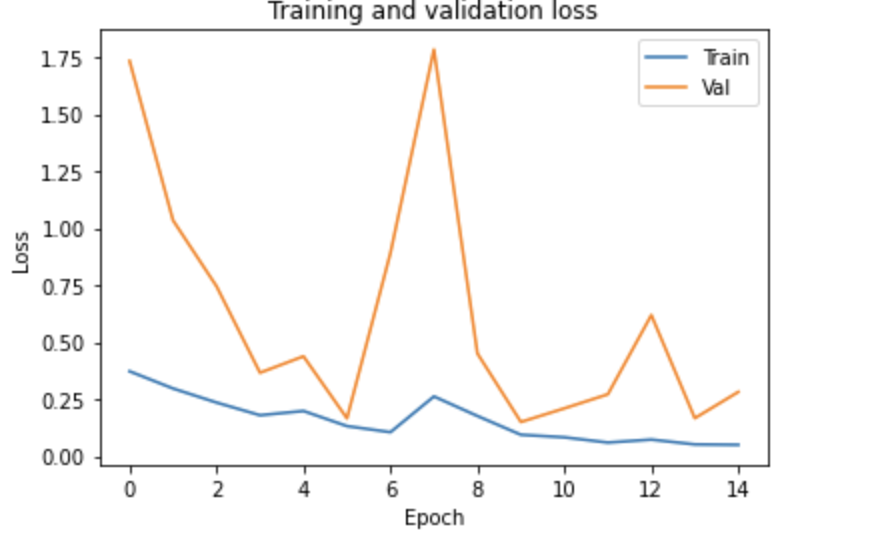 Training and validation loss
1.75
1.50
1.25
1.00
0.75
0.50
0.25
0.00
Loss
Train
Val
0 2 4 6 8 10 12 14
Epoch